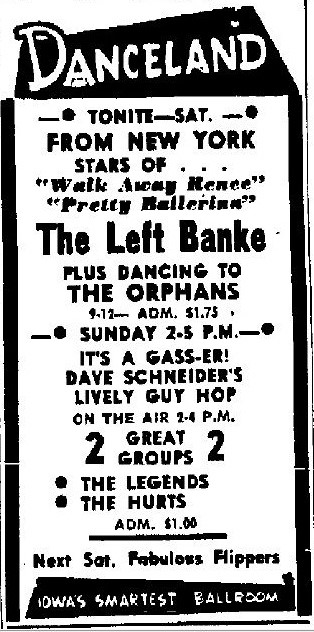 DANCELAND
— • TONITE—SAT. — •
FROM NEW YORK
STARS OF . . .
"Walk Away Renee"
"Pretty Ballerina"
The Left Banke
PLUS DANCING TO
THE ORPHANS
9-12— ADM. $1.75
— • SUNDAY 2-5 P.M.— •
IT'S A GASS-ER!
DAVE SCHNEIDER'S
LIVELY GUY HOP
ON THE AIR 2-4 P.M.
2 GREAT GROUPS 2
• THE LEGENDS
• THE HURTS
ADM. $1.00
Next Sat. Fabulous Flippers
IOWA'S SMARTEST BALLROOM